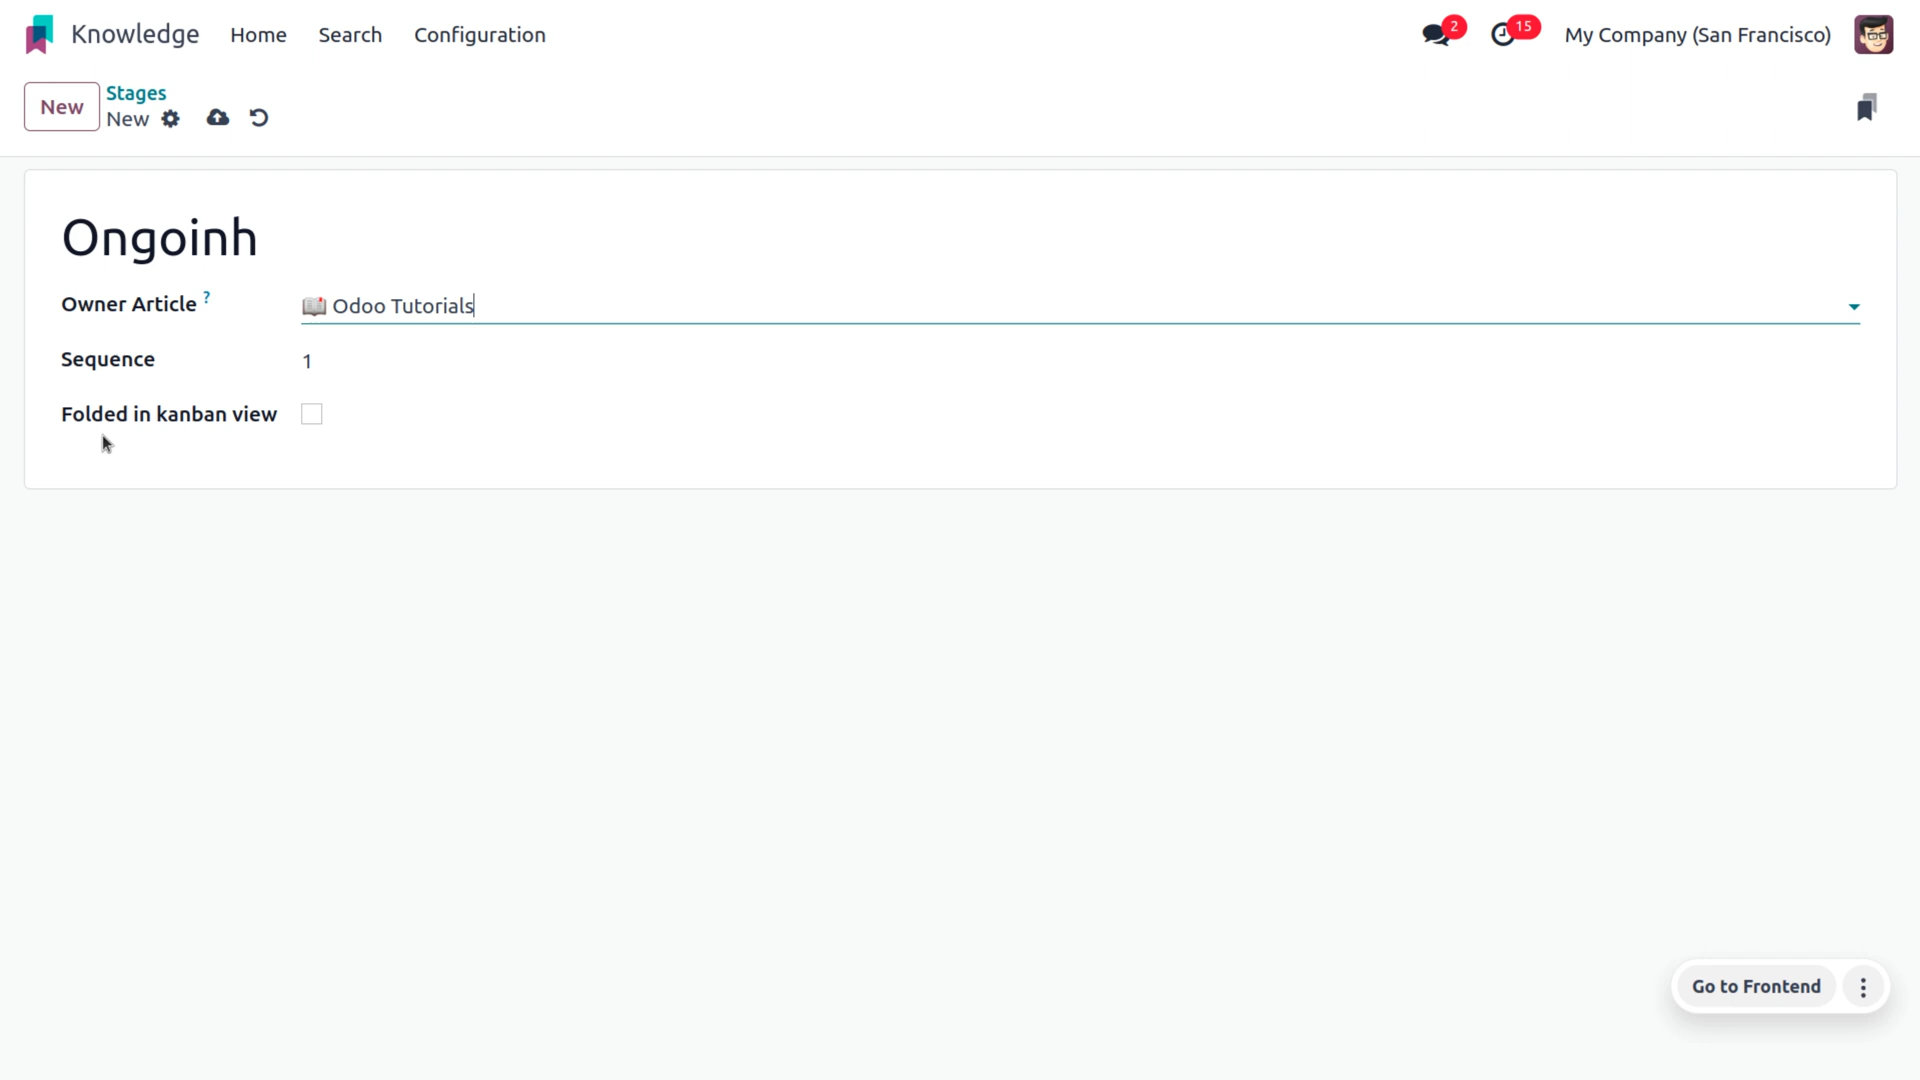 Knowledge Home Search Configuration 2 15 My Company (San Francisco)
New
Stages
New
Ongoinh
Owner Article ? Odoo Tutorials
Sequence 1
Folded in kanban view
Go to Frontend